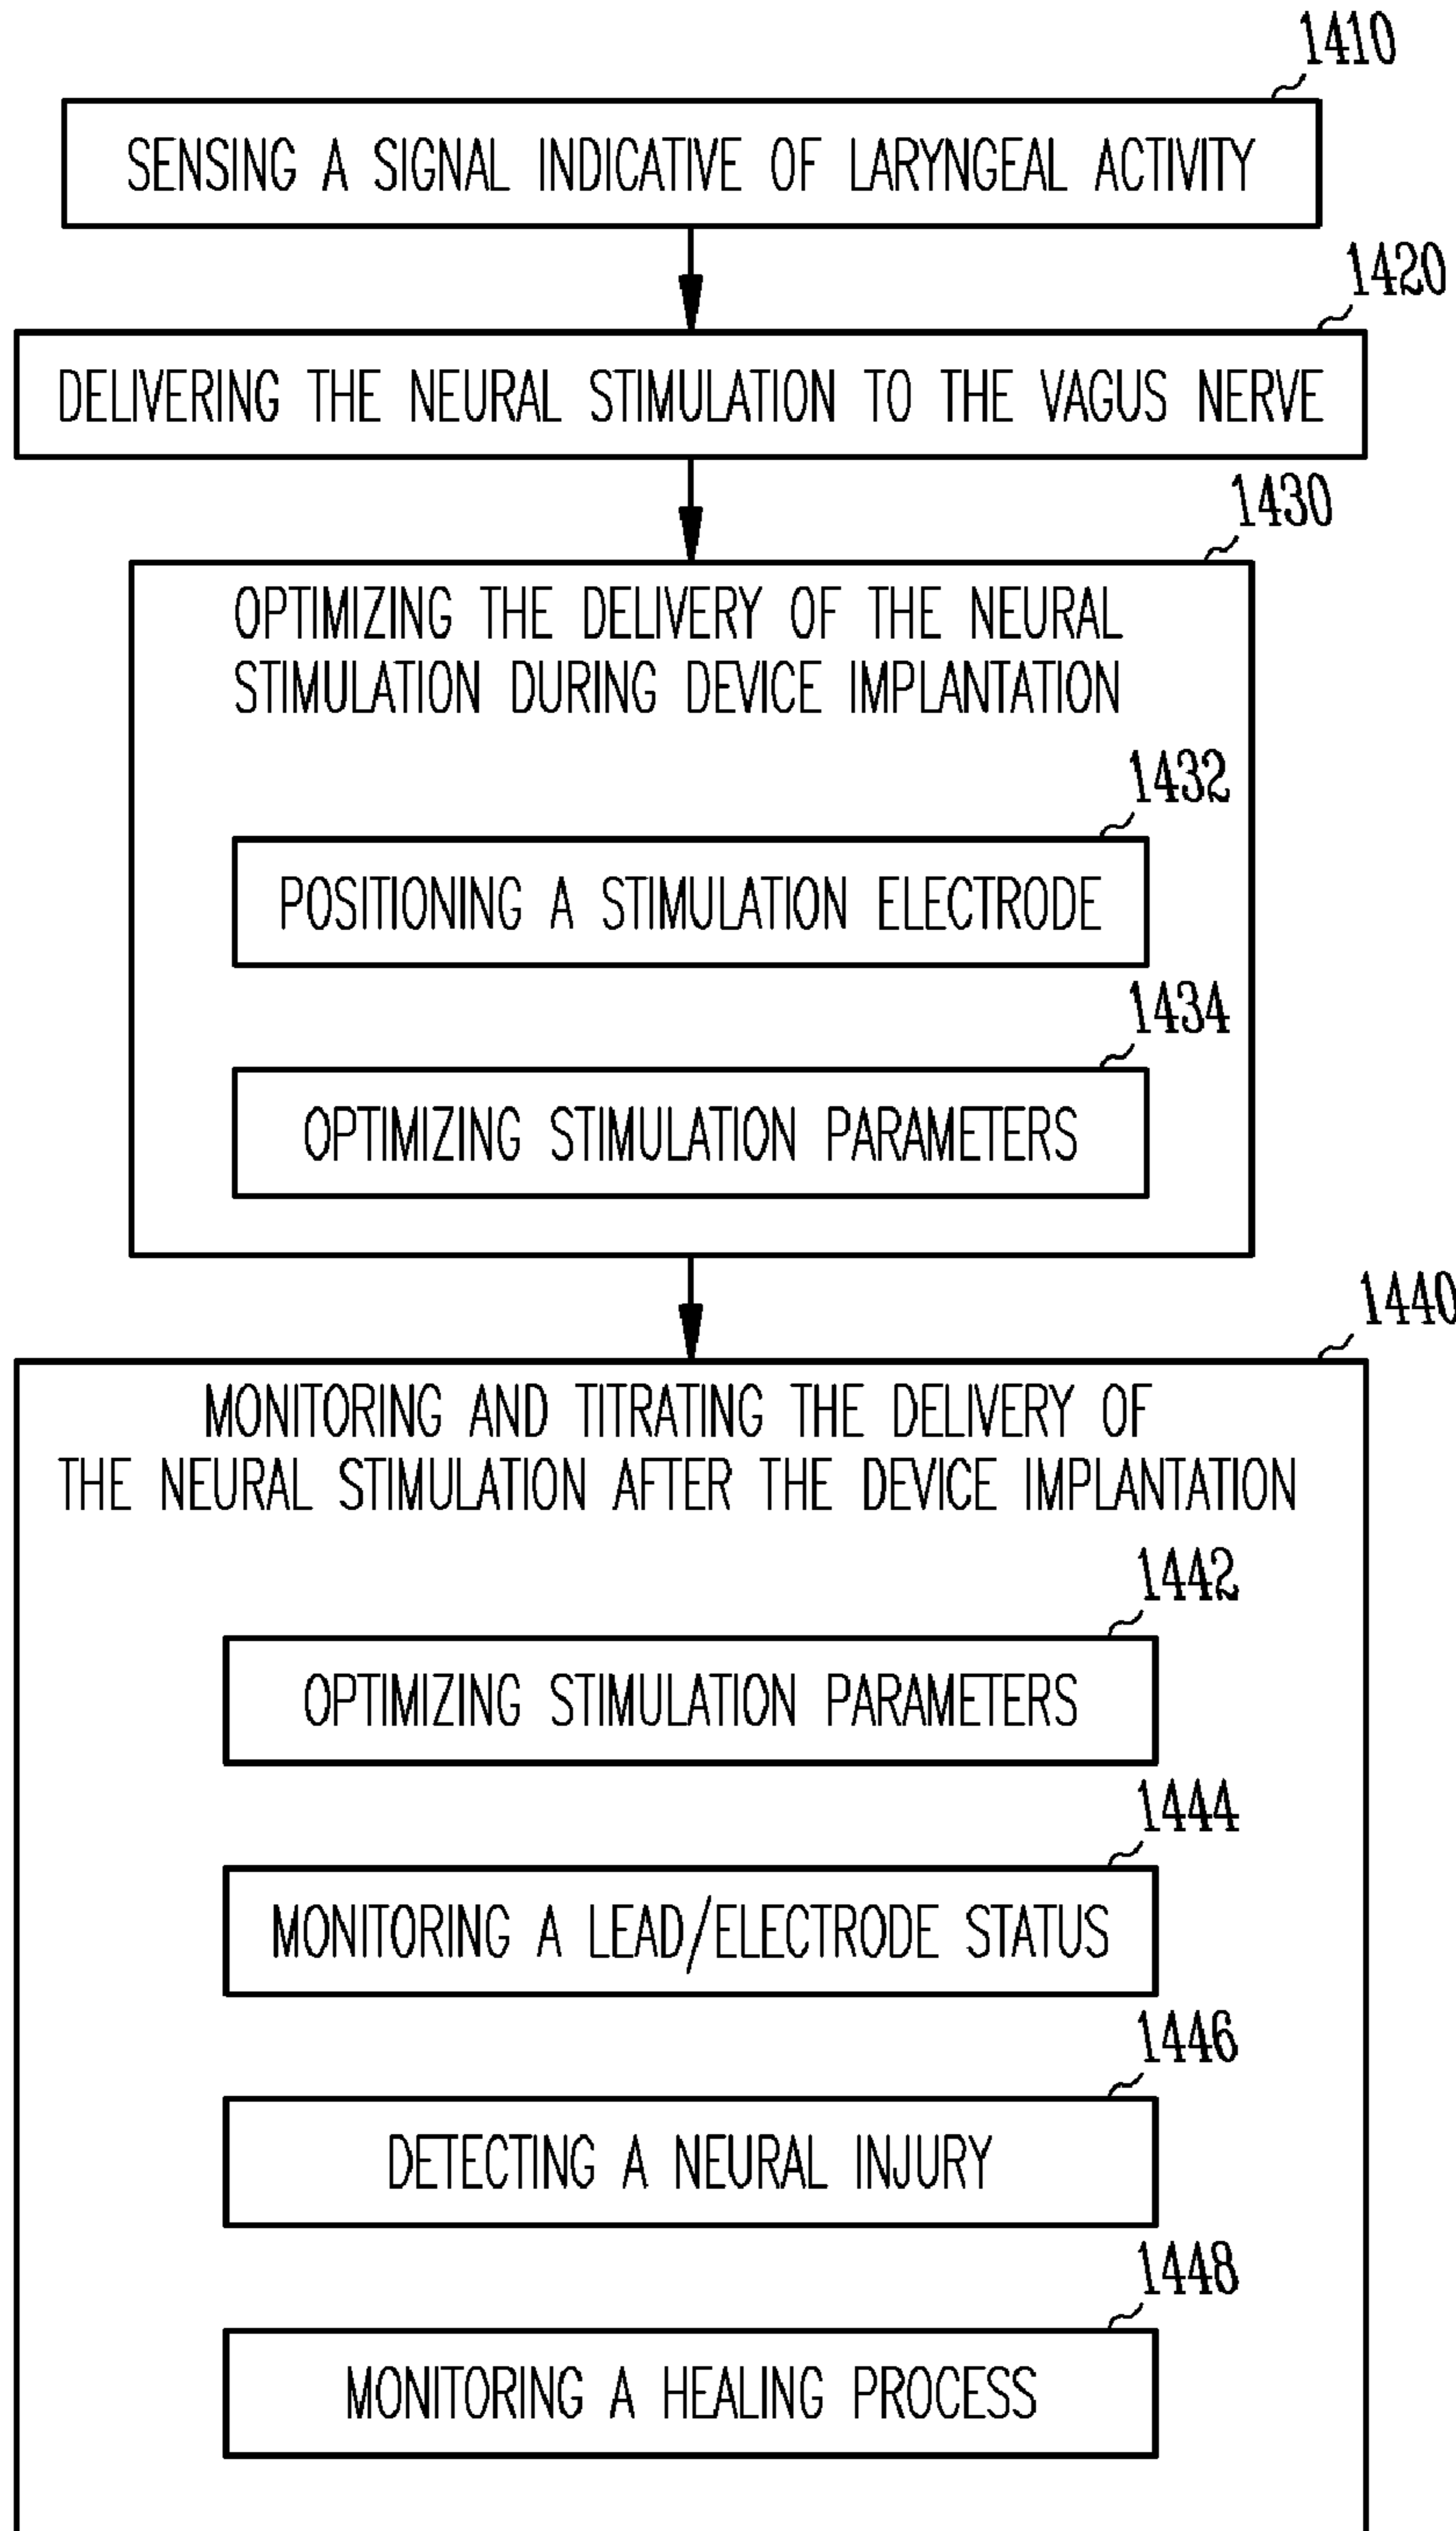 1410
SENSING A SIGNAL INDICATIVE OF LARYNGEAL ACTIVITY
1420
DELIVERING THE NEURAL STIMULATION TO THE VAGUS NERVE
1430
OPTIMIZING THE DELIVERY OF THE NEURAL
STIMULATION DURING DEVICE IMPLANTATION
1432
POSITIONING A STIMULATION ELECTRODE
1434
OPTIMIZING STIMULATION PARAMETERS
1440
MONITORING AND TITRATING THE DELIVERY OF
THE NEURAL STIMULATION AFTER THE DEVICE IMPLANTATION
1442
OPTIMIZING STIMULATION PARAMETERS
1444
MONITORING A LEAD/ELECTRODE STATUS
1446
DETECTING A NEURAL INJURY
1448
MONITORING A HEALING PROCESS